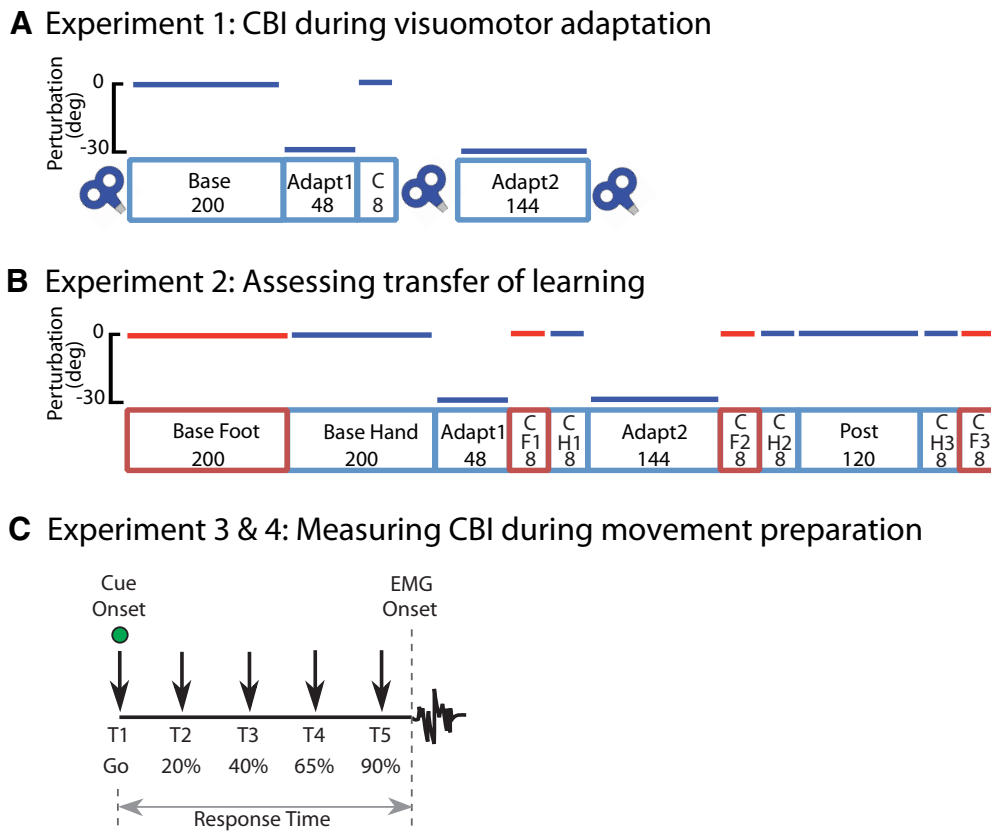 A Experiment 1: CBI during visuomotor adaptation
Perturbation
(deg)
0
-30
Base
200
Adapt1
48
C
8
Adapt2
144
B Experiment 2: Assessing transfer of learning
Perturbation
(deg)
0
-30
Base Foot
200
Base Hand
200
Adapt1
48
C
F1
8
C
H1
8
Adapt2
144
C
F2
8
C
H2
8
Post
120
C
H3
8
C
F3
8
C Experiment 3 & 4: Measuring CBI during movement preparation
Cue
Onset
EMG
Onset
T1 T2 T3 T4 T5
Go 20% 40% 65% 90%
Response Time